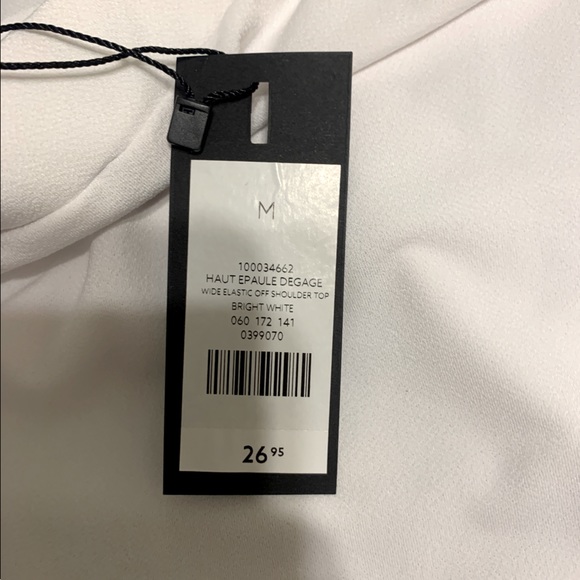 M
100034662
HAUT EPAULE DEGAGE
WIDE ELASTIC OFF SHOULDER TOP
BRIGHT WHITE
060 172 141
0399070
26 95